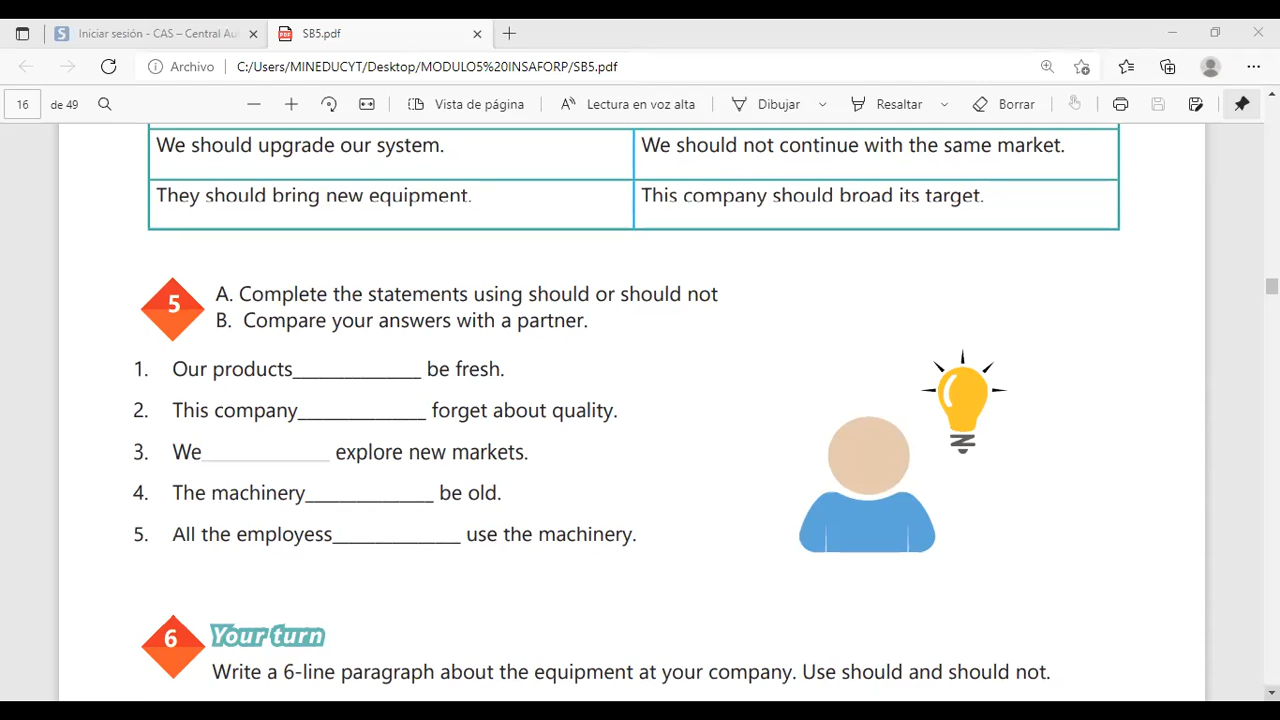 Iniciar sesión - CAS – Central Au
SB5.pdf
Archivo C:/Users/MINEDUCYT/Desktop/MODULO5%20INSAFORP/SB5.pdf
16 de 49 Vista de página Lectura en voz alta Dibujar Resaltar Borrar
We should upgrade our system. We should not continue with the same market.
They should bring new equipment. This company should broad its target.
5 A. Complete the statements using should or should not
B. Compare your answers with a partner.
1. Our products____________ be fresh.
2. This company____________ forget about quality.
3. We____________ explore new markets.
4. The machinery____________ be old.
5. All the employess____________ use the machinery.
6 Your turn
Write a 6-line paragraph about the equipment at your company. Use should and should not.